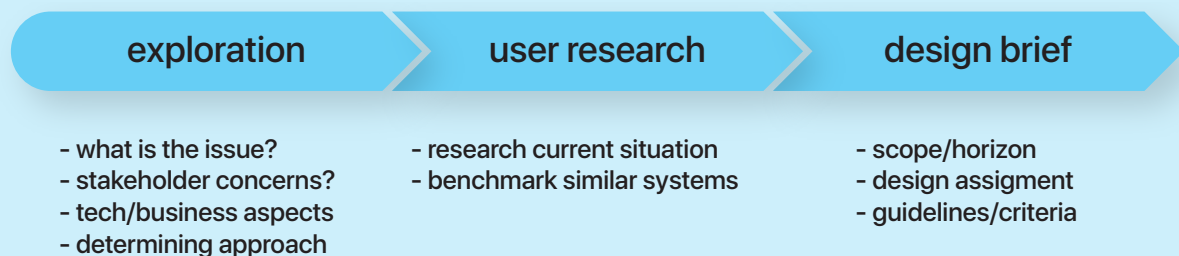 exploration
user research
design brief
- what is the issue?
- stakeholder concerns?
- tech/business aspects
- determining approach
- research current situation
- benchmark similar systems
- scope/horizon
- design assigment
- guidelines/criteria